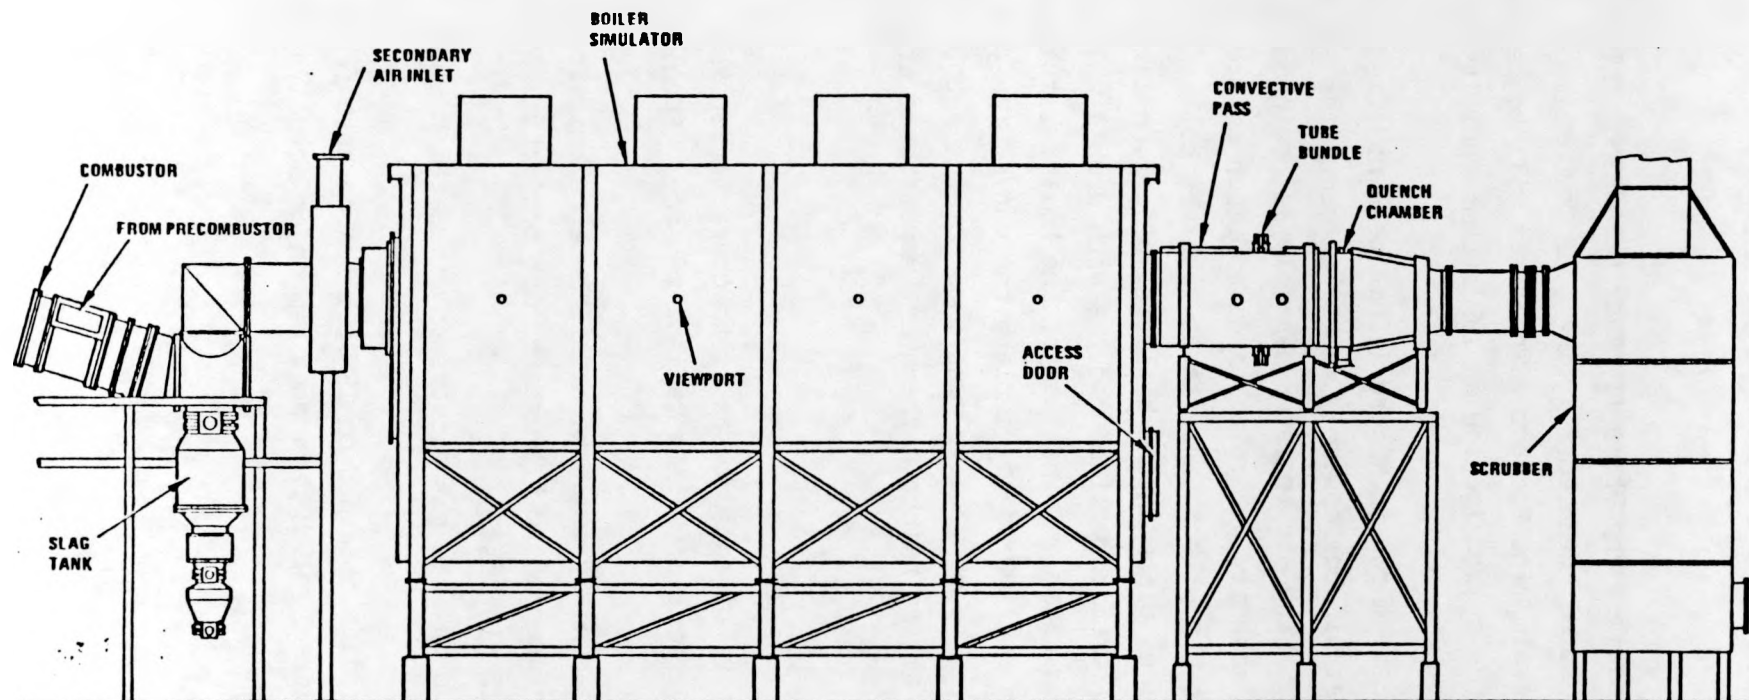 BOILER
SIMULATOR
SECONDARY
AIR INLET
CONVECTIVE
PASS
TUBE
BUNDLE
COMBUSTOR
QUENCH
CHAMBER
FROM PRECOMBUSTOR
VIEWPORT
ACCESS
DOOR
SCRUBBER
SLAG
TANK